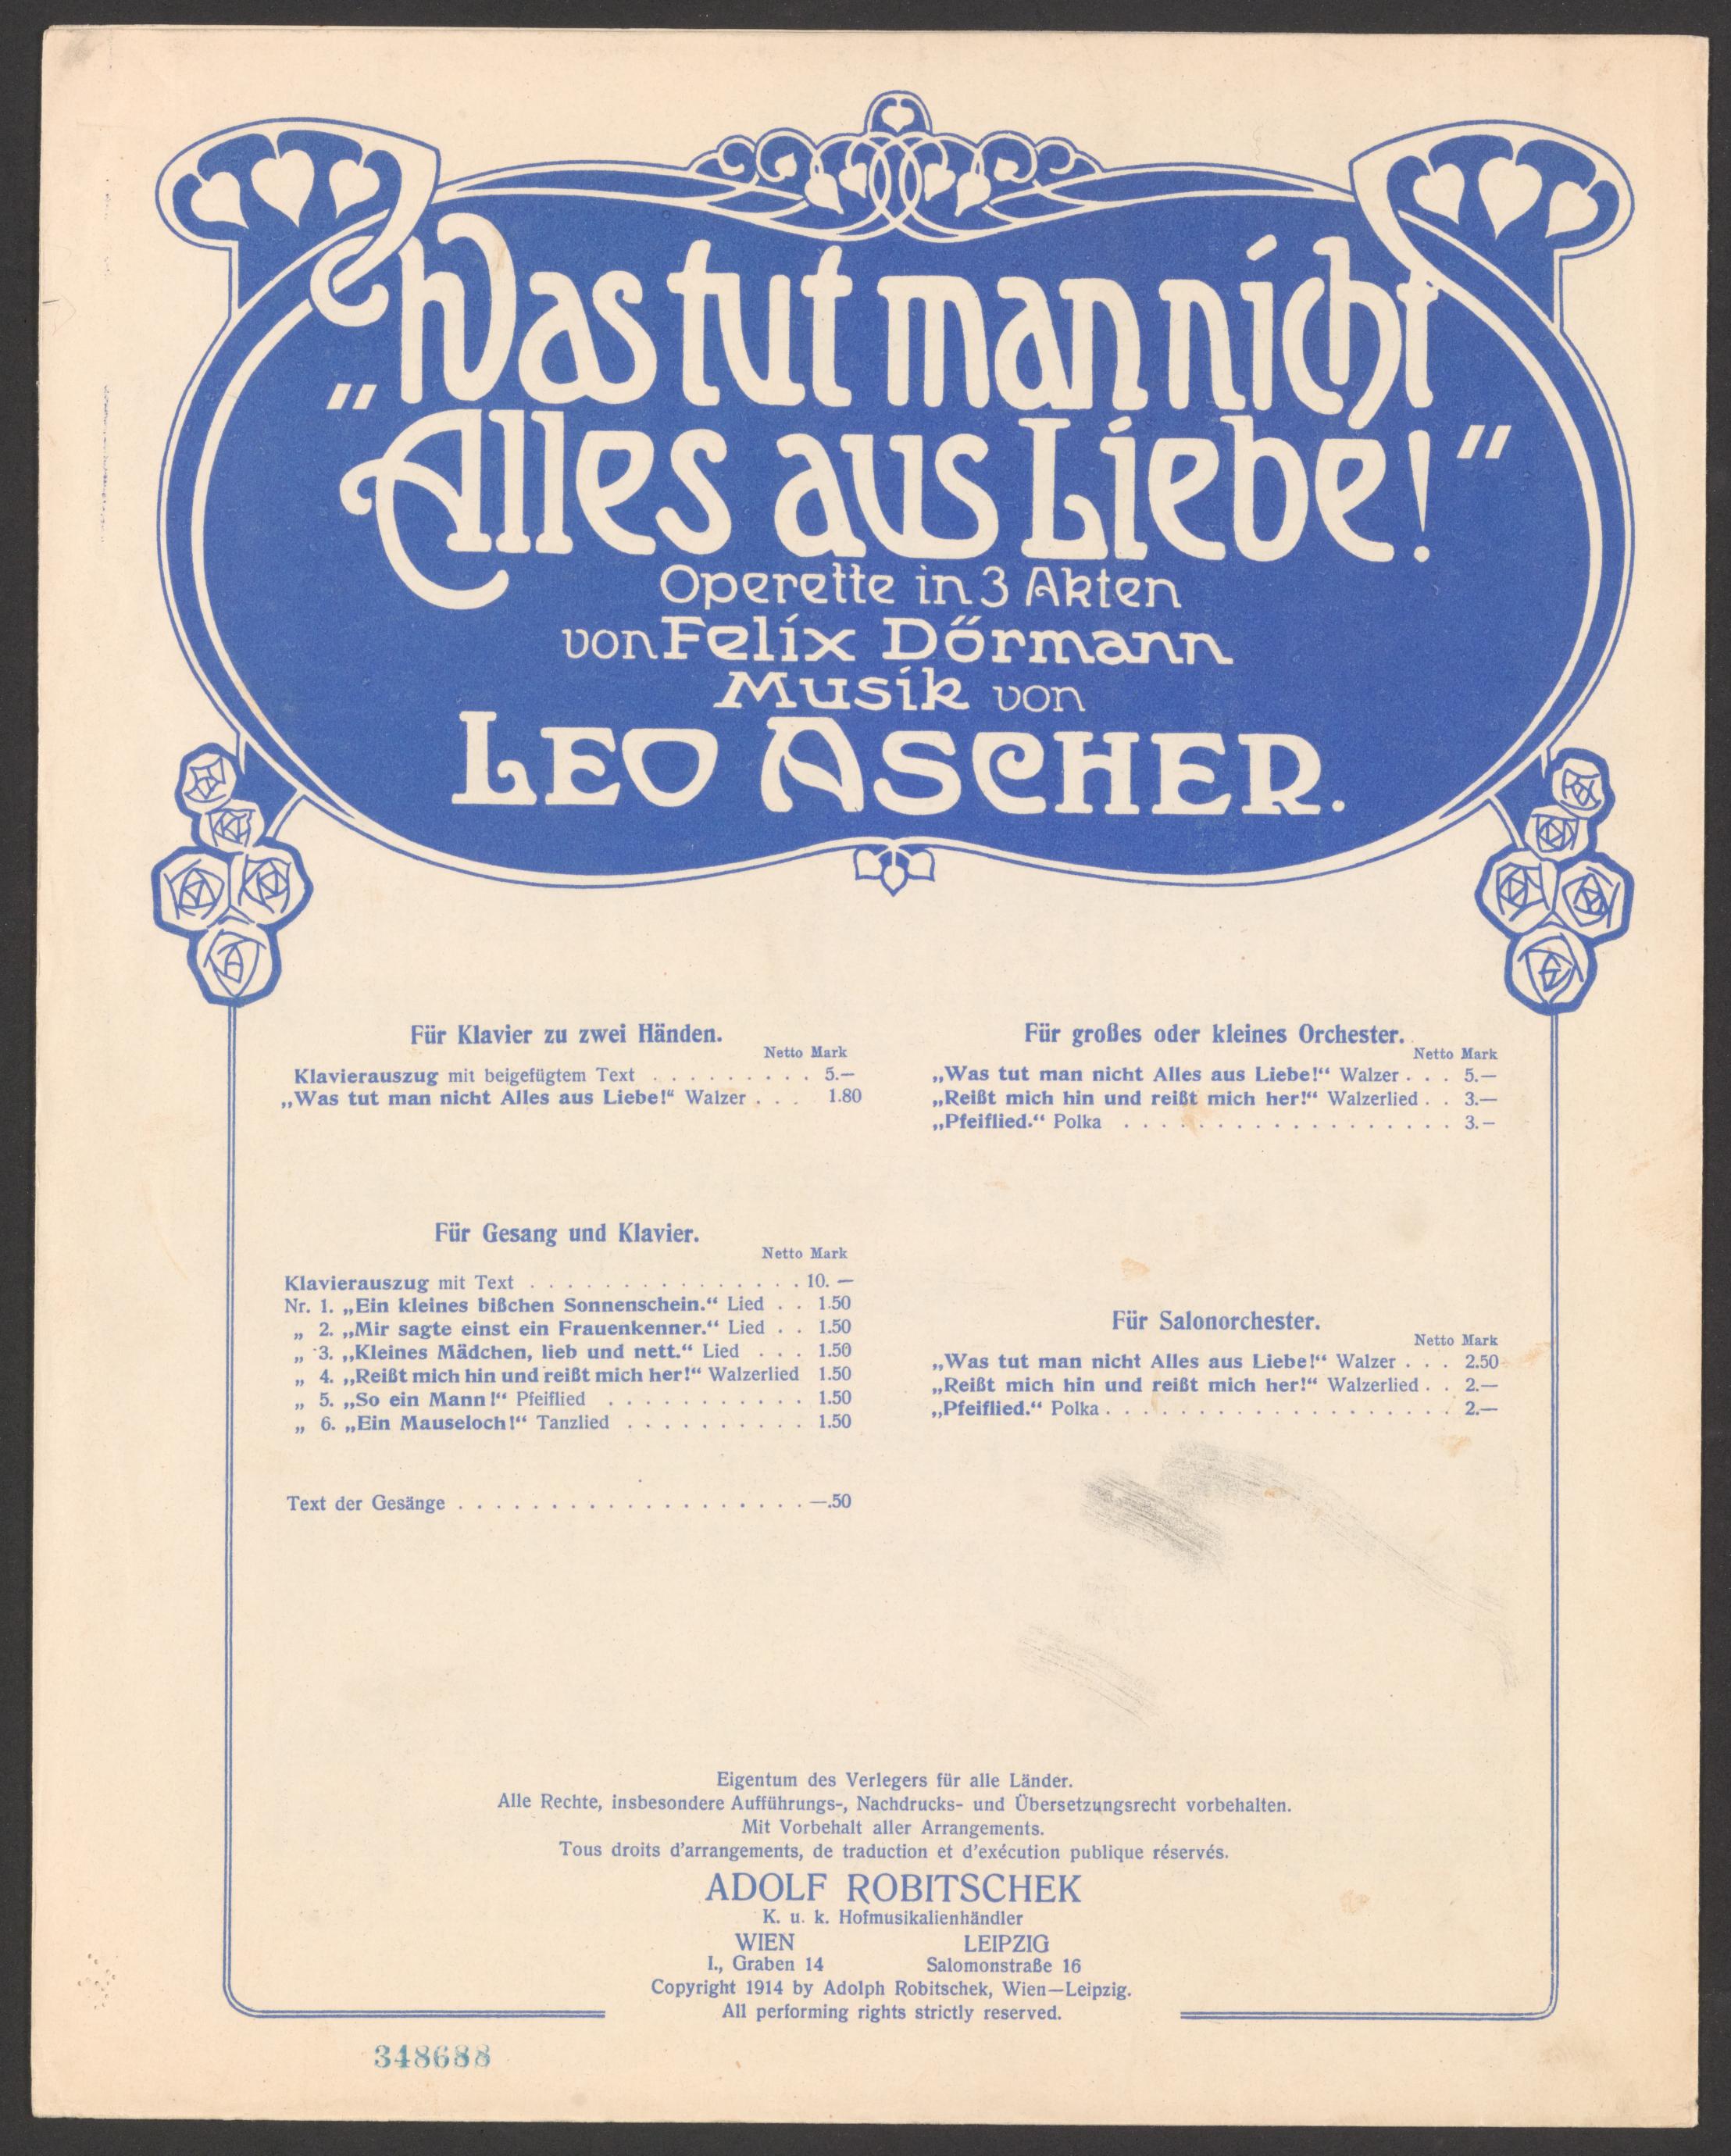 „Was tut man nicht
Alles aus Liebe!"
Operette in 3 Akten
von Felix Dörmann
Musik von
LEO ASCHER.
Für Klavier zu zwei Händen.
Netto Mark
Klavierauszug mit beigefügtem Text . . . . . . . . . 5.—
„Was tut man nicht Alles aus Liebe!“ Walzer . . . 1.80
Für Gesang und Klavier.
Netto Mark
Klavierauszug mit Text . . . . . . . . . . . . . . . 10. —
Nr. 1. „Ein kleines bißchen Sonnenschein.“ Lied . . 1.50
„ 2. „Mir sagte einst ein Frauenkenner.“ Lied . . 1.50
„ 3. „Kleines Mädchen, lieb und nett.“ Lied . . . 1.50
„ 4. „Reißt mich hin und reißt mich her!“ Walzerlied 1.50
„ 5. „So ein Mann!“ Pfeiflied . . . . . . . . . . . 1.50
„ 6. „Ein Mauseloch!“ Tanzlied . . . . . . . . . . 1.50
Text der Gesänge . . . . . . . . . . . . . . . . . . . —.50
Für großes oder kleines Orchester.
Netto Mark
„Was tut man nicht Alles aus Liebe!“ Walzer . . . 5.—
„Reißt mich hin und reißt mich her!“ Walzerlied . . 3.—
„Pfeiflied.“ Polka . . . . . . . . . . . . . . . . . . 3.—
Für Salonorchester.
Netto Mark
„Was tut man nicht Alles aus Liebe!“ Walzer . . . 2.50
„Reißt mich hin und reißt mich her!“ Walzerlied . . 2.—
„Pfeiflied.“ Polka . . . . . . . . . . . . . . . . . . . 2.—
Eigentum des Verlegers für alle Länder.
Alle Rechte, insbesondere Aufführungs-, Nachdrucks- und Übersetzungsrecht vorbehalten.
Mit Vorbehalt aller Arrangements.
Tous droits d'arrangements, de traduction et d'exécution publique réservés.
ADOLF ROBITSCHEK
K. u. k. Hofmusikalienhändler
WIEN LEIPZIG
I., Graben 14 Salomonstraße 16
Copyright 1914 by Adolph Robitschek, Wien—Leipzig.
All performing rights strictly reserved.
348688